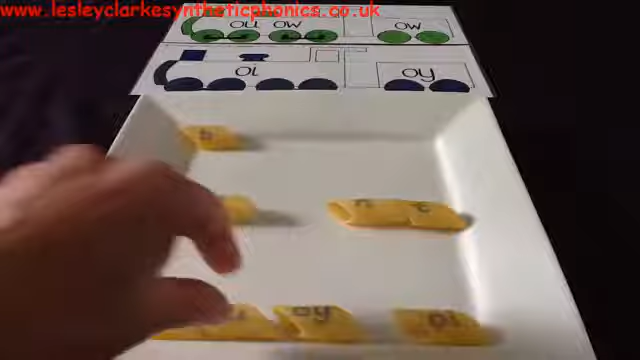 www.lesleyclarkesyntheticphonics.co.uk
ou ow ow
oi oy
b
n c
oy oi